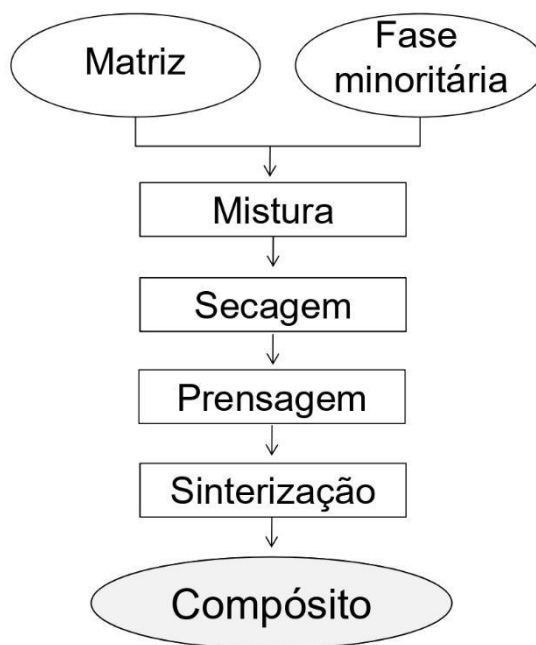 Matriz
Fase
minoritária
Mistura
Secagem
Prensagem
Sinterização
Compósito